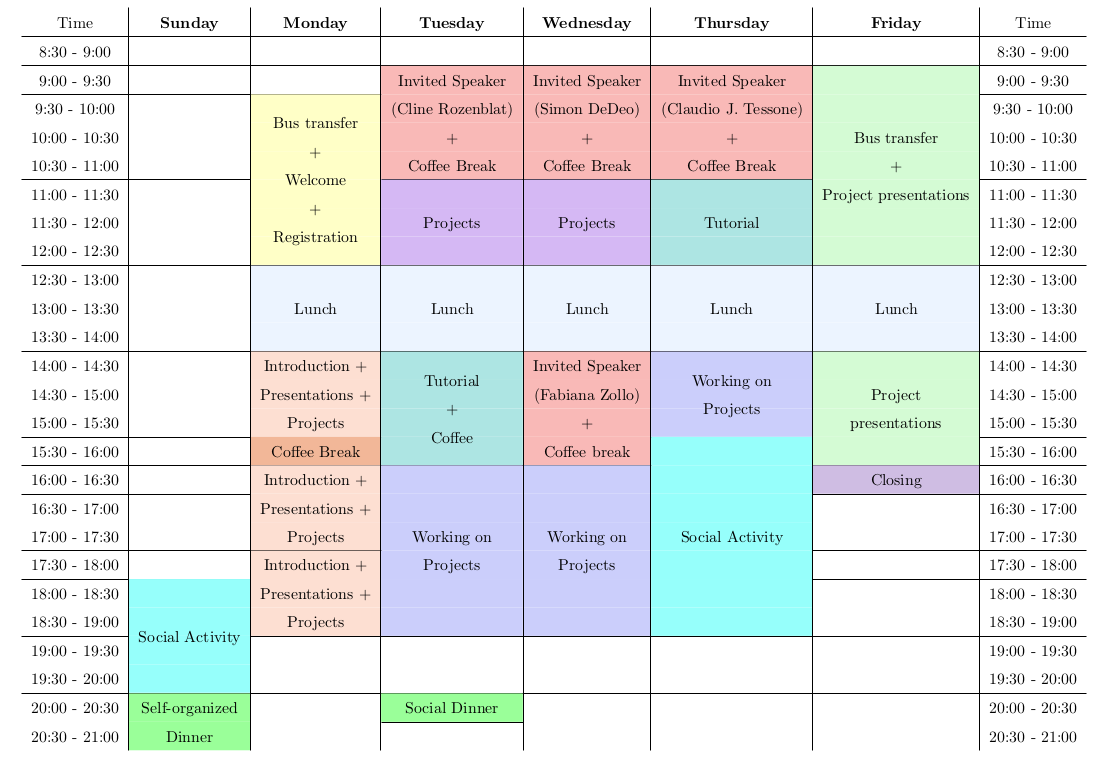 Time Sunday Monday Tuesday Wednesday Thursday Friday Time
8:30 - 9:00 8:30 - 9:00
9:00 - 9:30 Invited Speaker Invited Speaker Invited Speaker 9:00 - 9:30
9:30 - 10:00 (Cline Rozenblat) (Simon DeDeo) (Claudio J. Tessone) 9:30 - 10:00
Bus transfer
10:00 - 10:30 + + + Bus transfer 10:00 - 10:30
+
10:30 - 11:00 Coffee Break Coffee Break Coffee Break + 10:30 - 11:00
Welcome
11:00 - 11:30 Project presentations 11:00 - 11:30
+
11:30 - 12:00 Projects Projects Tutorial 11:30 - 12:00
Registration
12:00 - 12:30 12:00 - 12:30
12:30 - 13:00 12:30 - 13:00
13:00 - 13:30 Lunch Lunch Lunch Lunch Lunch 13:00 - 13:30
13:30 - 14:00 13:30 - 14:00
14:00 - 14:30 Introduction + Invited Speaker 14:00 - 14:30
Tutorial Working on
14:30 - 15:00 Presentations + (Fabiana Zollo) Project 14:30 - 15:00
+ Projects
15:00 - 15:30 Projects + presentations 15:00 - 15:30
Coffee
15:30 - 16:00 Coffee Break Coffee break 15:30 - 16:00
16:00 - 16:30 Introduction + Closing 16:00 - 16:30
16:30 - 17:00 Presentations + 16:30 - 17:00
17:00 - 17:30 Projects Working on Working on Social Activity 17:00 - 17:30
17:30 - 18:00 Introduction + Projects Projects 17:30 - 18:00
18:00 - 18:30 Presentations + 18:00 - 18:30
18:30 - 19:00 Projects 18:30 - 19:00
Social Activity
19:00 - 19:30 19:00 - 19:30
19:30 - 20:00 19:30 - 20:00
20:00 - 20:30 Self-organized Social Dinner 20:00 - 20:30
20:30 - 21:00 Dinner 20:30 - 21:00